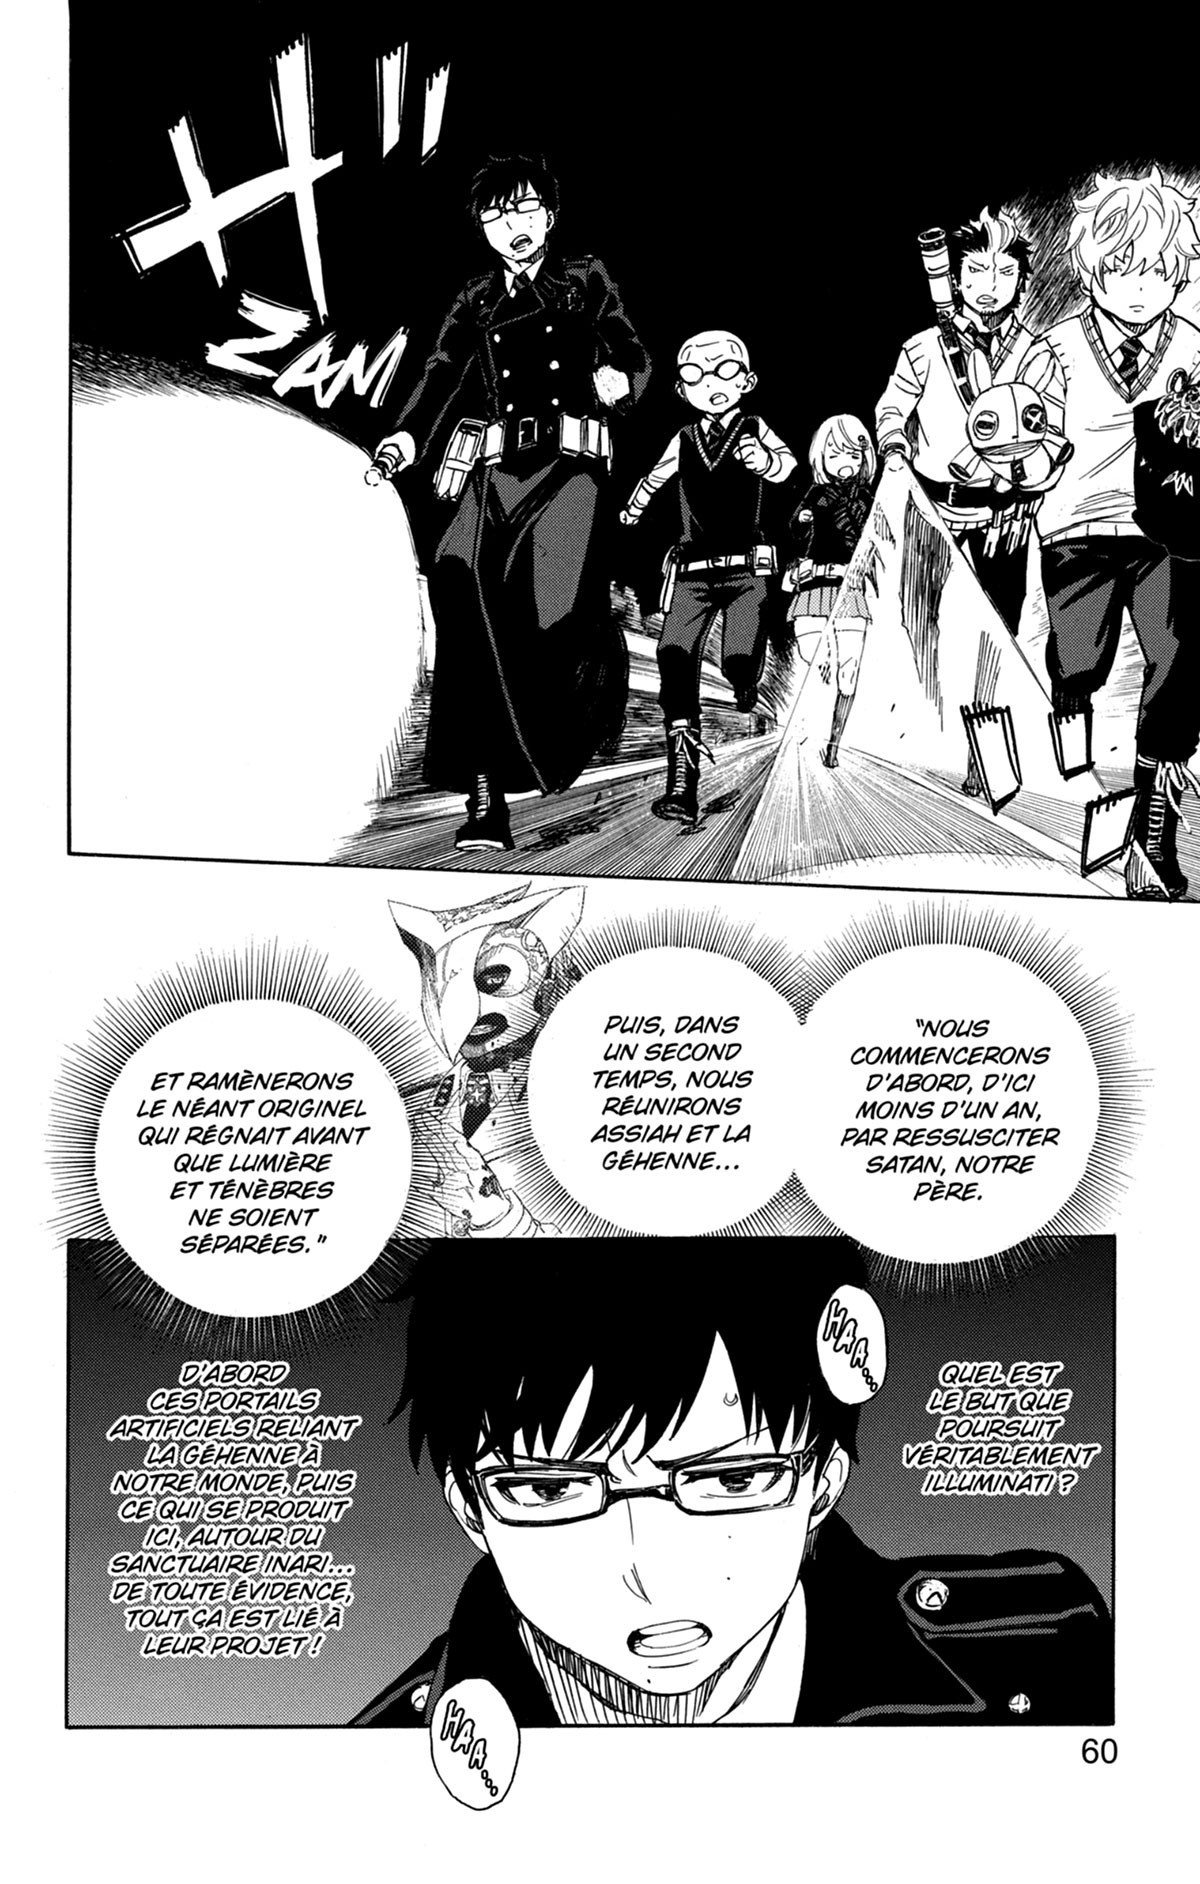 ザッ
ZAM
"NOUS
COMMENCERONS
D'ABORD, D'ICI
MOINS D'UN AN,
PAR RESSUSCITER
SATAN, NOTRE
PÈRE.
PUIS, DANS
UN SECOND
TEMPS, NOUS
RÉUNIRONS
ASSIAH ET LA
GÉHENNE...
ET RAMÈNERONS
LE NÉANT ORIGINEL
QUI RÉGNAIT AVANT
QUE LUMIÈRE
ET TÉNÈBRES
NE SOIENT
SÉPARÉES."
HAA...
QUEL EST
LE BUT QUE
POURSUIT
VÉRITABLEMENT
ILLUMINATI ?
D'ABORD
CES PORTAILS
ARTIFICIELS RELIANT
LA GÉHENNE À
NOTRE MONDE, PUIS
CE QUI SE PRODUIT
ICI, AUTOUR DU
SANCTUAIRE INARI...
DE TOUTE ÉVIDENCE,
TOUT ÇA EST LIÉ À
LEUR PROJET !
HAA...
60